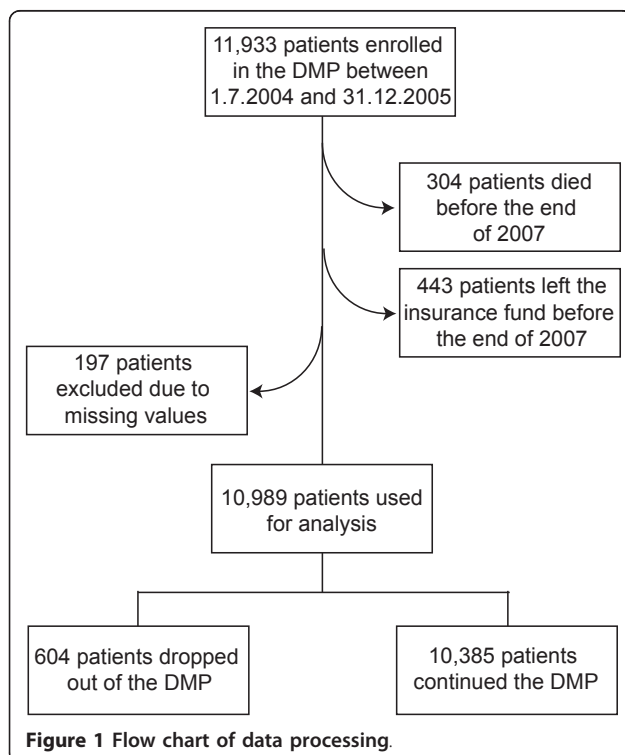 11,933 patients enrolled
in the DMP between
1.7.2004 and 31.12.2005
304 patients died
before the end
of 2007
443 patients left the
insurance fund before
the end of 2007
197 patients
excluded due to
missing values
10,989 patients used
for analysis
604 patients dropped
out of the DMP
10,385 patients
continued the DMP
Figure 1 Flow chart of data processing.